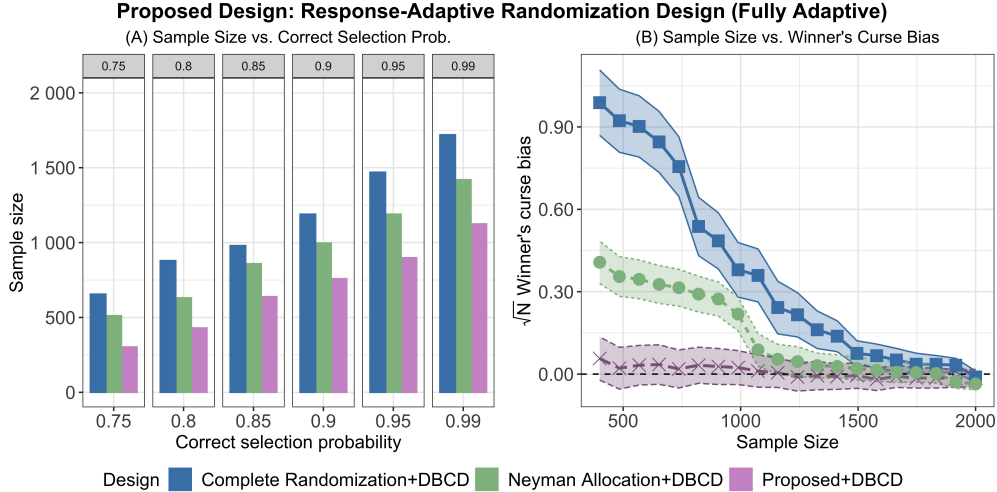 Proposed Design: Response-Adaptive Randomization Design (Fully Adaptive)
(A) Sample Size vs. Correct Selection Prob.
0.75 0.8 0.85 0.9 0.95 0.99
2 000
1 500
1 000
500
0
Sample size
0.75 0.8 0.85 0.9 0.95 0.99
Correct selection probability
(B) Sample Size vs. Winner's Curse Bias
0.90
0.60
0.30
0.00
√N Winner's curse bias
500 1000 1500 2000
Sample Size
Design Complete Randomization+DBCD Neyman Allocation+DBCD Proposed+DBCD